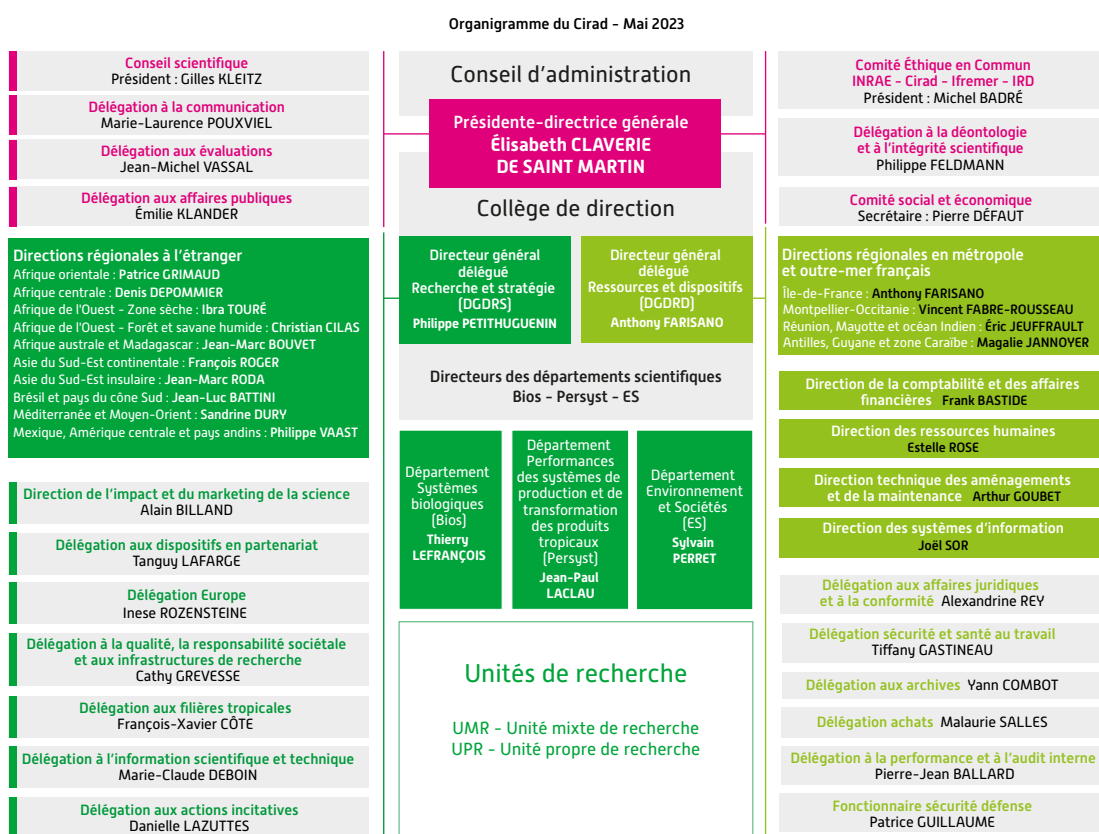 Organigramme du Cirad - Mai 2023
Conseil scientifique
Président : Gilles KLEITZ
Délégation à la communication
Marie-Laurence POUXVIEL
Délégation aux évaluations
Jean-Michel VASSAL
Délégation aux affaires publiques
Émilie KLANDER
Conseil d'administration
Présidente-directrice générale
Élisabeth CLAVERIE
DE SAINT MARTIN
Collège de direction
Comité Éthique en Commun
INRAE - Cirad - Ifremer - IRD
Président : Michel BADRÉ
Délégation à la déontologie
et à l'intégrité scientifique
Philippe FELDMANN
Comité social et économique
Secrétaire : Pierre DÉFAUT
Directions régionales à l'étranger
Afrique orientale : Patrice GRIMAUD
Afrique centrale : Denis DEPOMMIER
Afrique de l'Ouest - Zone sèche : Ibra TOURÉ
Afrique de l'Ouest - Forêt et savane humide : Christian CILAS
Afrique australe et Madagascar : Jean-Marc BOUVET
Asie du Sud-Est continentale : François ROGER
Asie du Sud-Est insulaire : Jean-Marc RODA
Brésil et pays du cône Sud : Jean-Luc BATTINI
Méditerranée et Moyen-Orient : Sandrine DURY
Mexique, Amérique centrale et pays andins : Philippe VAAST
Directeur général
délégué
Recherche et stratégie
(DGDRS)
Philippe PETITHUGUENIN
Directeur général
délégué
Ressources et dispositifs
(DGDRD)
Anthony FARISANO
Directions régionales en métropole
et outre-mer français
Île-de-France : Anthony FARISANO
Montpellier-Occitanie : Vincent FABRE-ROUSSEAU
Réunion, Mayotte et océan Indien : Éric JEUFFRAULT
Antilles, Guyane et zone Caraïbe : Magalie JANNOYER
Directeurs des départements scientifiques
Bios - Persyst - ES
Département
Systèmes
biologiques
(Bios)
Thierry
LEFRANÇOIS
Département
Performances
des systèmes de
production et de
transformation
des produits
tropicaux
(Persyst)
Jean-Paul
LACLAU
Département
Environnement
et Sociétés
(ES)
Sylvain
PERRET
Direction de la comptabilité et des affaires
financières Frank BASTIDE
Direction des ressources humaines
Estelle ROSE
Direction technique des aménagements
et de la maintenance Arthur GOUBET
Direction des systèmes d'information
Joël SOR
Direction de l'impact et du marketing de la science
Alain BILLAND
Délégation aux dispositifs en partenariat
Tanguy LAFARGE
Délégation Europe
Inese ROZENSTEINE
Délégation à la qualité, la responsabilité sociétale
et aux infrastructures de recherche
Cathy GREVESSE
Délégation aux filières tropicales
François-Xavier CÔTE
Délégation à l'information scientifique et technique
Marie-Claude DEBOIN
Délégation aux actions incitatives
Danielle LAZUTTES
Unités de recherche
UMR - Unité mixte de recherche
UPR - Unité propre de recherche
Délégation aux affaires juridiques
et à la conformité Alexandrine REY
Délégation sécurité et santé au travail
Tiffany GASTINEAU
Délégation aux archives Yann COMBOT
Délégation achats Malaurie SALLES
Délégation à la performance et à l'audit interne
Pierre-Jean BALLARD
Fonctionnaire sécurité défense
Patrice GUILLAUME